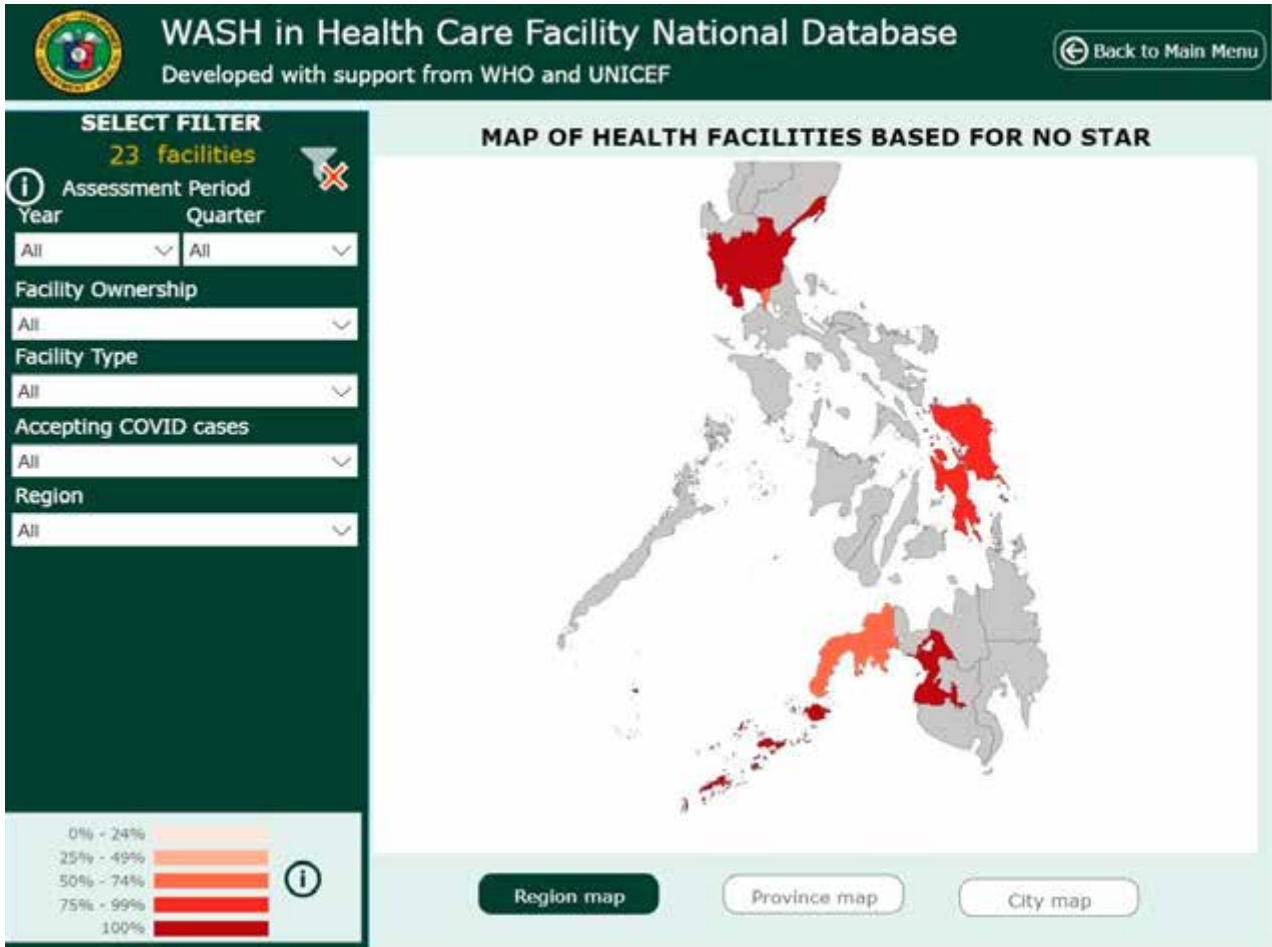 WASH in Health Care Facility National Database
Developed with support from WHO and UNICEF
Back to Main Menu
SELECT FILTER
23 facilities
Assessment Period
Year Quarter
All All
Facility Ownership
All
Facility Type
All
Accepting COVID cases
All
Region
All
0% - 24%
25% - 49%
50% - 74%
75% - 99%
100%
MAP OF HEALTH FACILITIES BASED FOR NO STAR
Region map
Province map
City map